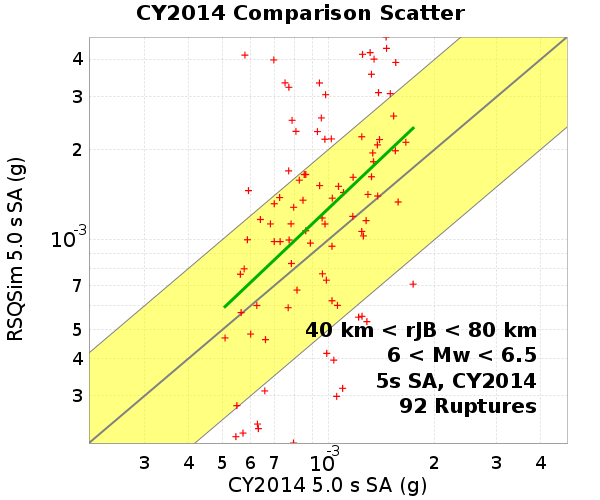 CY2014 Comparison Scatter
RSQSim 5.0 s SA (g)
4
3
2
10-3
7
5
4
3
40 km < rJB < 80 km
6 < Mw < 6.5
5s SA, CY2014
92 Ruptures
3 4 5 6 7 10-3 2 3 4
CY2014 5.0 s SA (g)